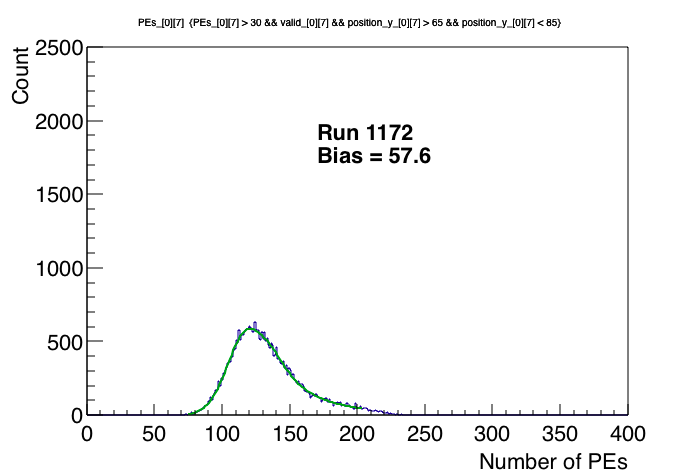 PEs_[0][7] {PEs_[0][7] > 30 && valid_[0][7] && position_y_[0][7] > 65 && position_y_[0][7] < 85}
Count
2500
2000
1500
1000
500
0
Run 1172
Bias = 57.6
0 50 100 150 200 250 300 350 400
Number of PEs